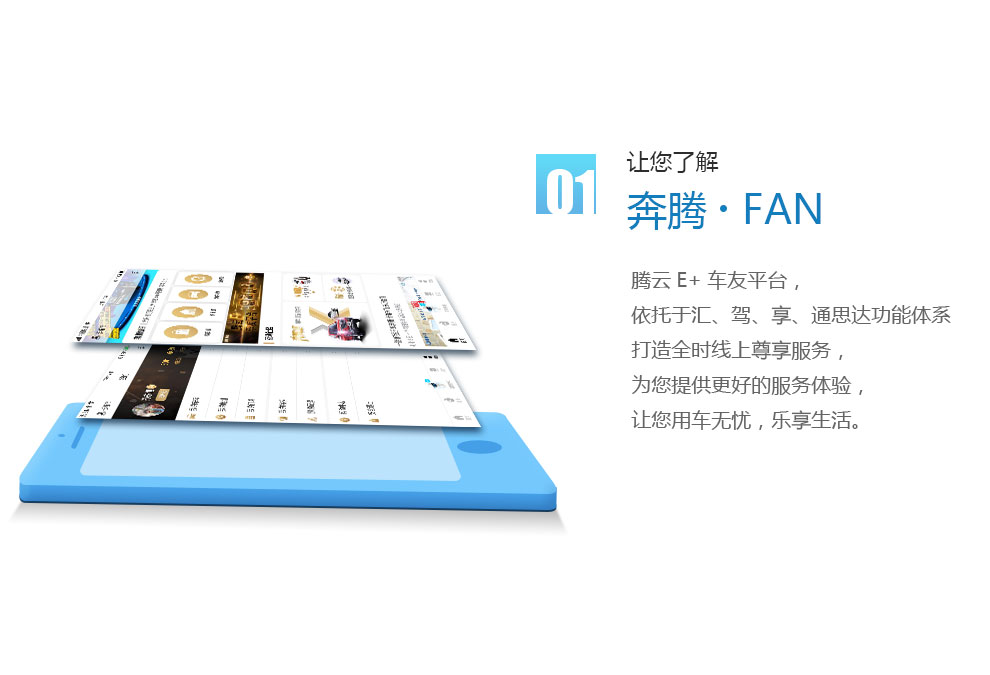 01
让您了解
奔腾·FAN
腾云 E+ 车友平台，
依托于汇、驾、享、通思达功能体系
打造全时线上尊享服务，
为您提供更好的服务体验，
让您用车无忧，乐享生活。